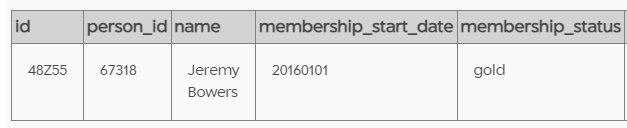 id person_id name membership_start_date membership_status
48Z55 67318 Jeremy 20160101 gold
Bowers